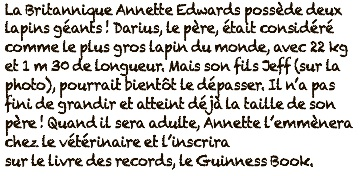 La Britannique Annette Edwards possède deux
lapins géants ! Darius, le père, était considéré
comme le plus gros lapin du monde, avec 22 kg
et 1 m 30 de longueur. Mais son fils Jeff (sur la
photo), pourrait bientôt le dépasser. Il n'a pas
fini de grandir et atteint déjà la taille de son
père ! Quand il sera adulte, Annette l'emmènera
chez le vétérinaire et l'inscrira
sur le livre des records, le Guinness Book.